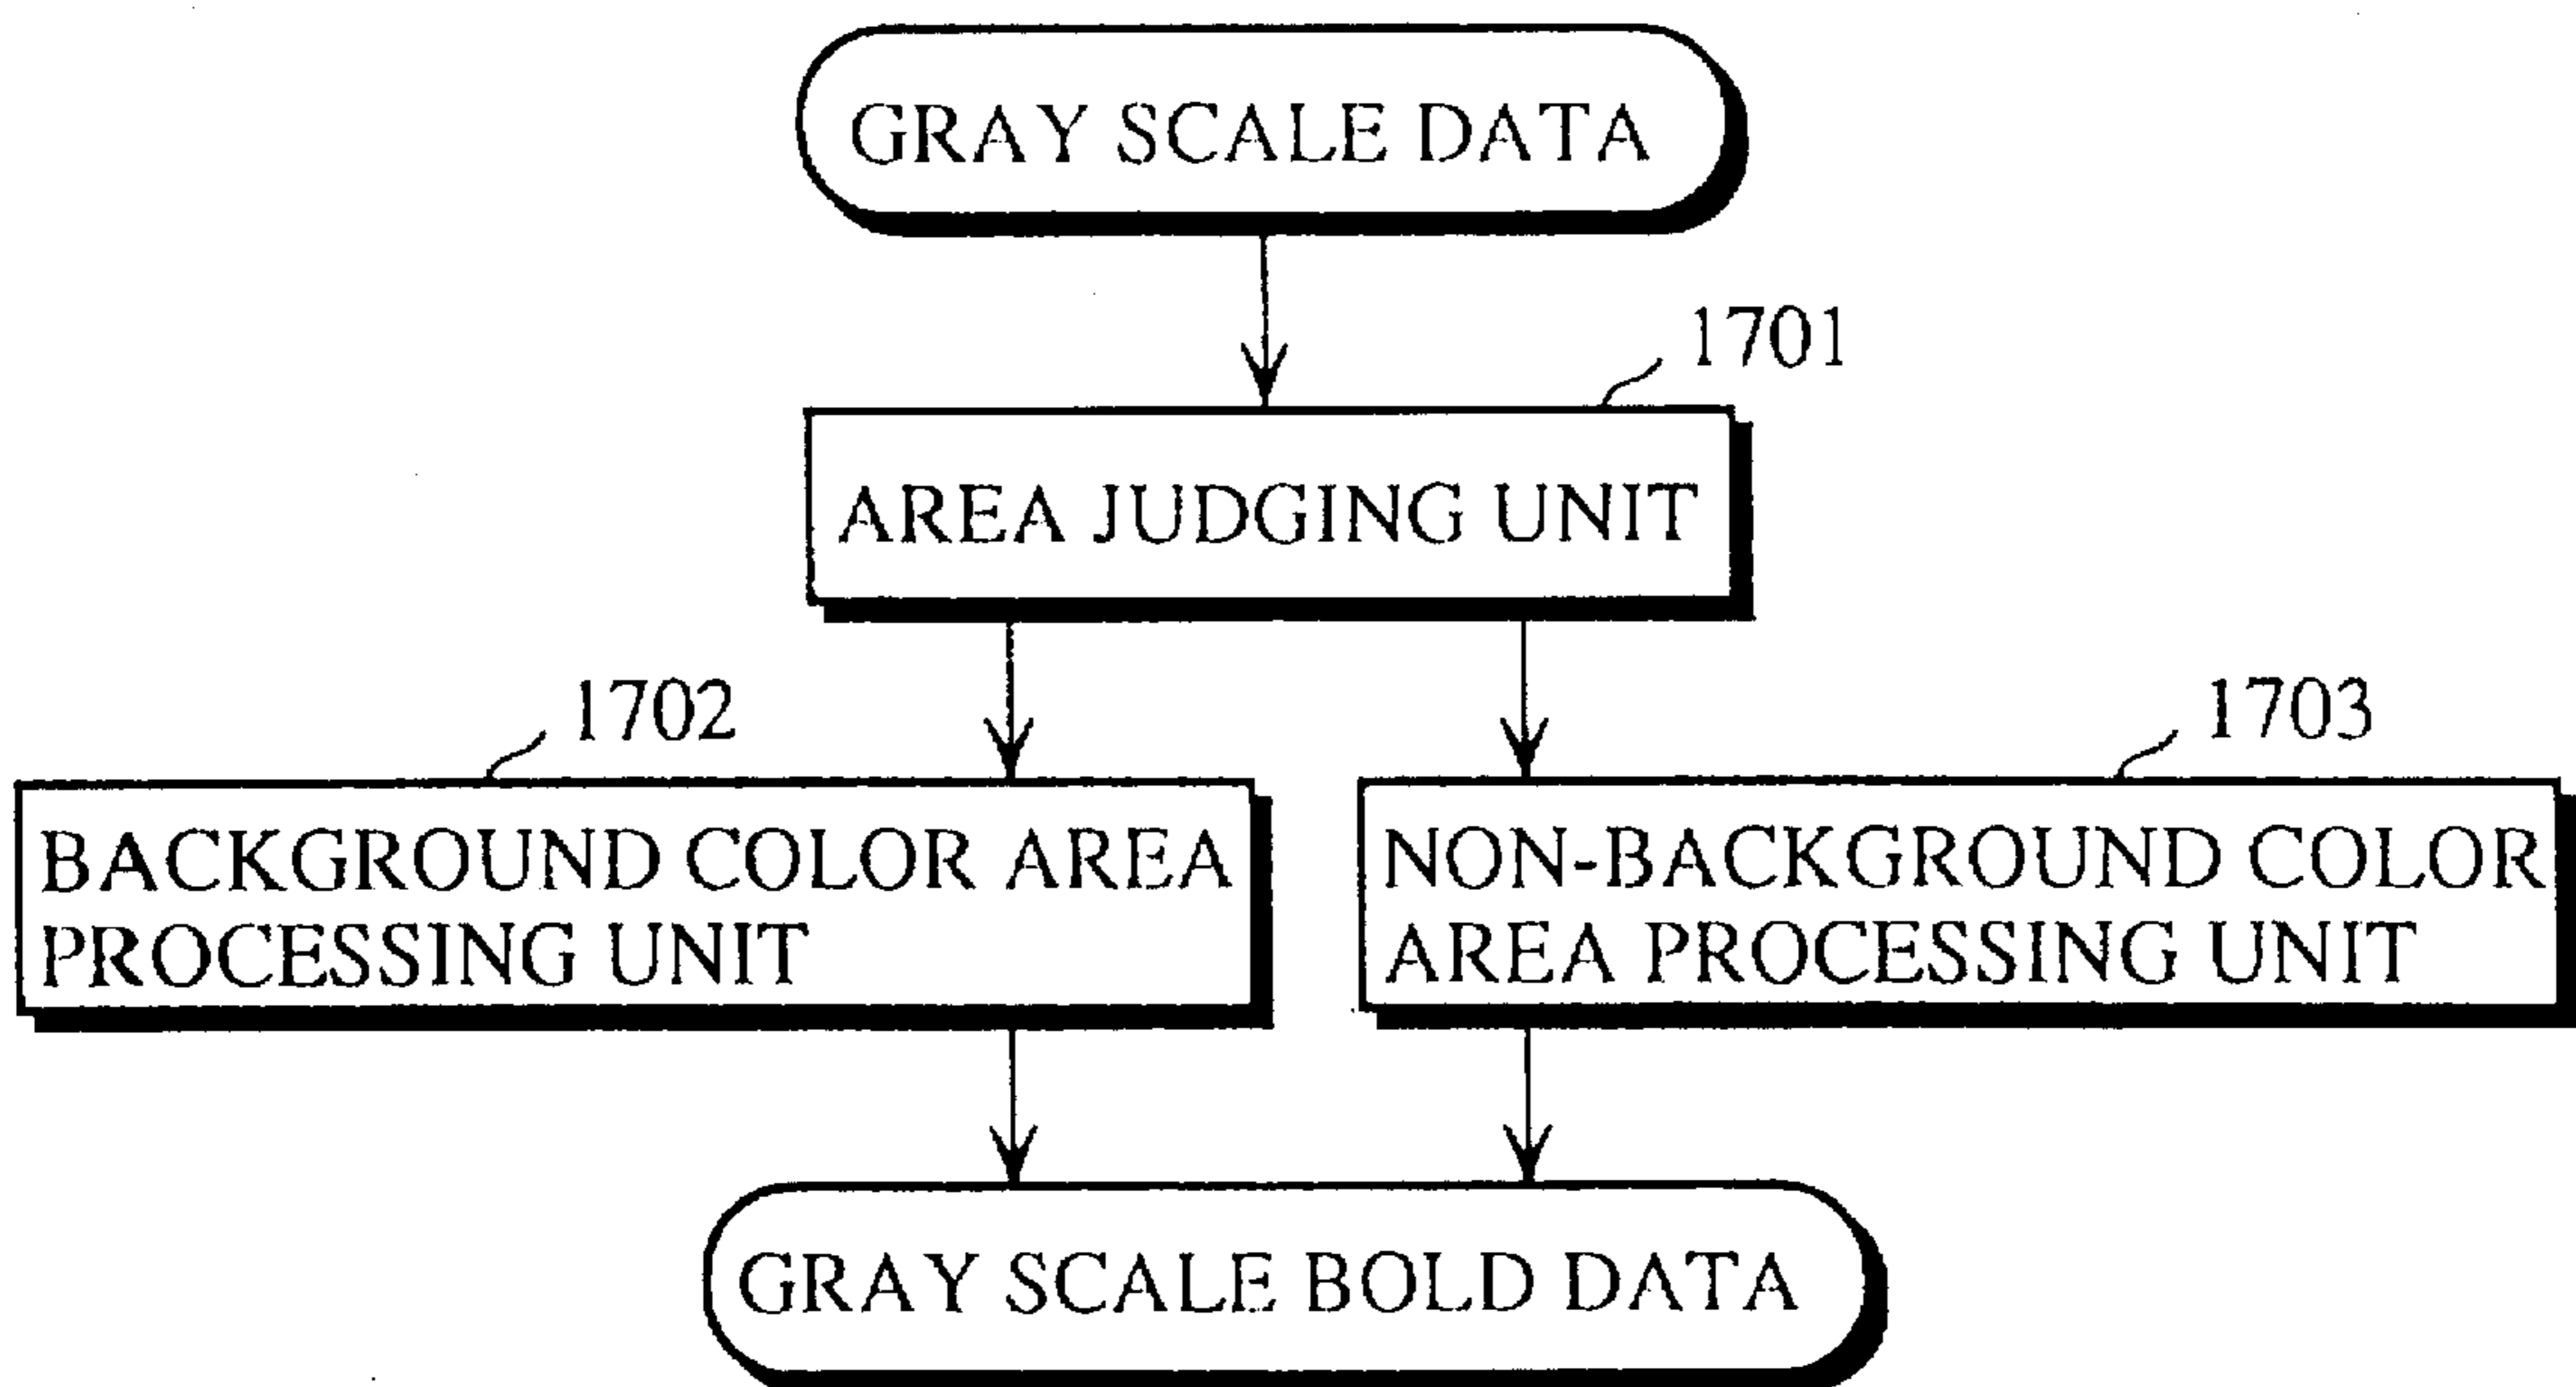 GRAY SCALE DATA
1701
AREA JUDGING UNIT
1702
BACKGROUND COLOR AREA
PROCESSING UNIT
1703
NON-BACKGROUND COLOR
AREA PROCESSING UNIT
GRAY SCALE BOLD DATA